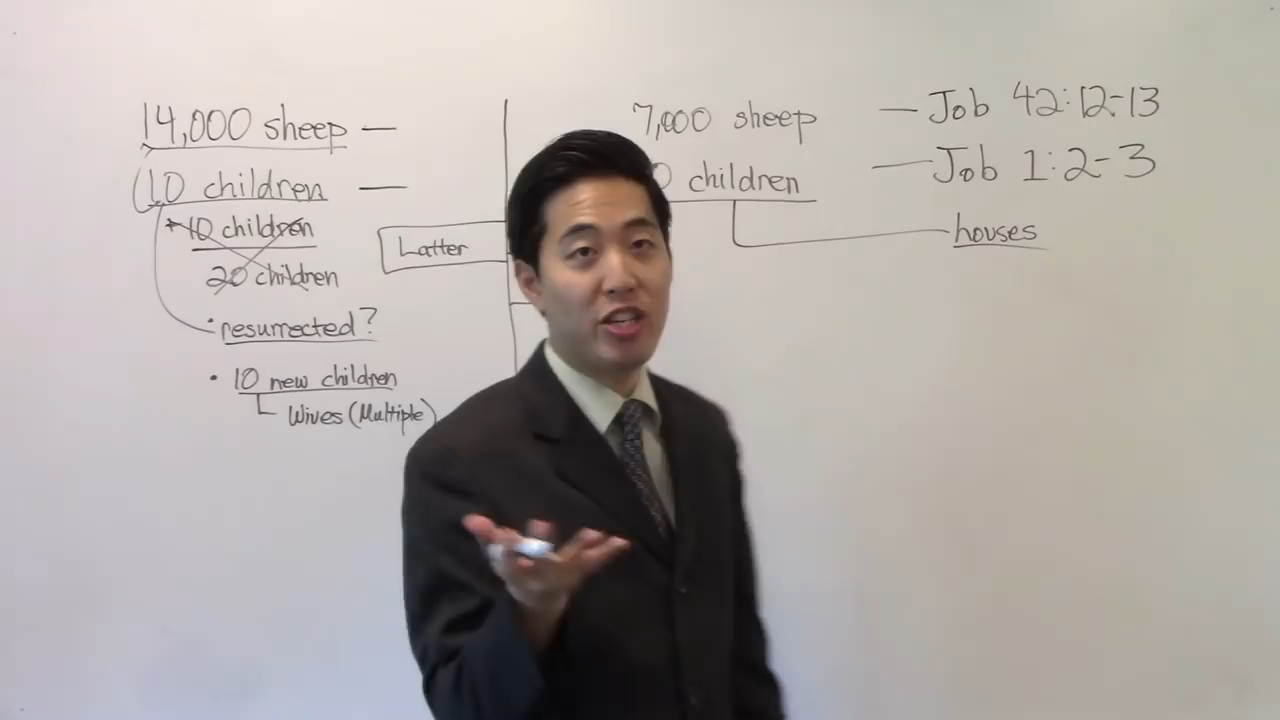 14,000 sheep —
10 children —
+10 children
20 children
• resurrected?
• 10 new children
Wives (Multiple)
Latter
7,000 sheep
0 children
houses
— Job 42:12-13
— Job 1:2-3